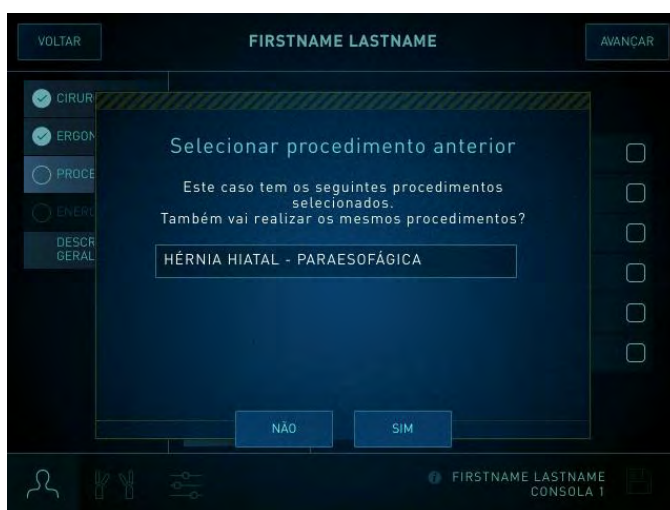 VOLTAR
FIRSTNAME LASTNAME
AVANÇAR
CIRUR
ERGON
PROCE
ENERG
DESCR
GERAL
Selecionar procedimento anterior
Este caso tem os seguintes procedimentos
selecionados.
Também vai realizar os mesmos procedimentos?
HÉRNIA HIATAL - PARAESOFÁGICA
NÃO
SIM
FIRSTNAME LASTNAME
CONSOLA 1